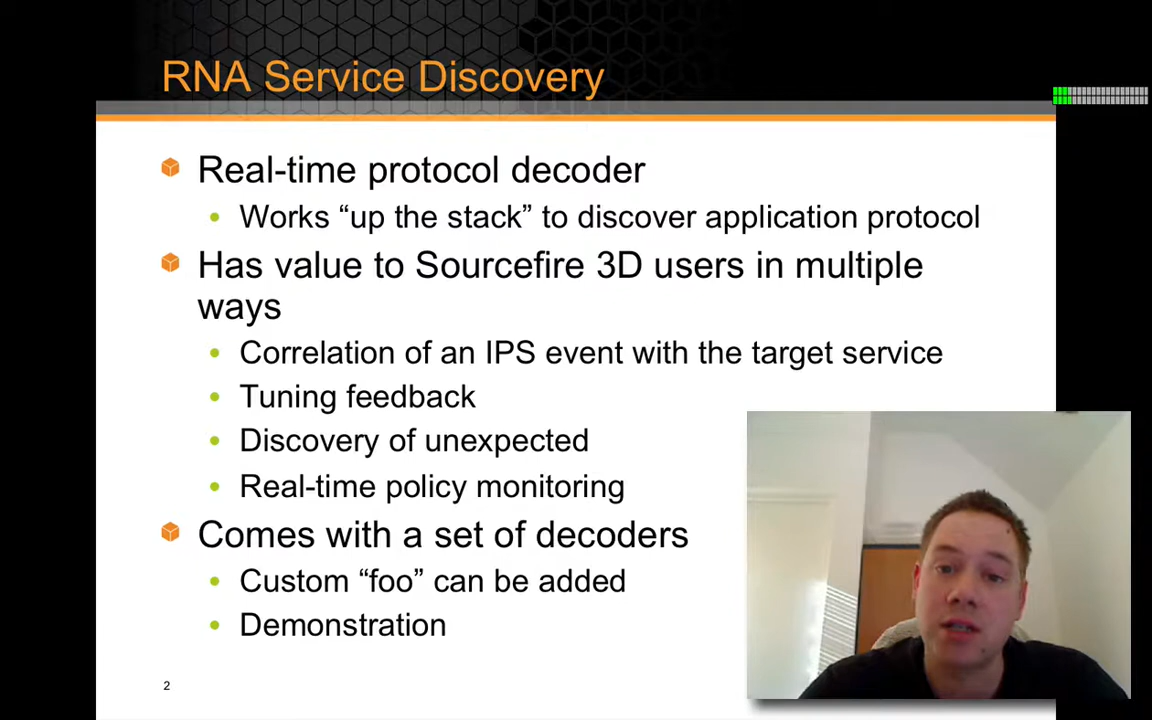 RNA Service Discovery
Real-time protocol decoder
Works “up the stack” to discover application protocol
Has value to Sourcefire 3D users in multiple
ways
Correlation of an IPS event with the target service
Tuning feedback
Discovery of unexpected
Real-time policy monitoring
Comes with a set of decoders
Custom “foo” can be added
Demonstration
2